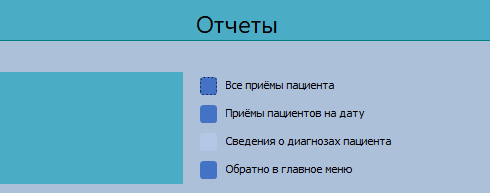 Отчеты
Все приёмы пациента
Приёмы пациентов на дату
Сведения о диагнозах пациента
Обратно в главное меню